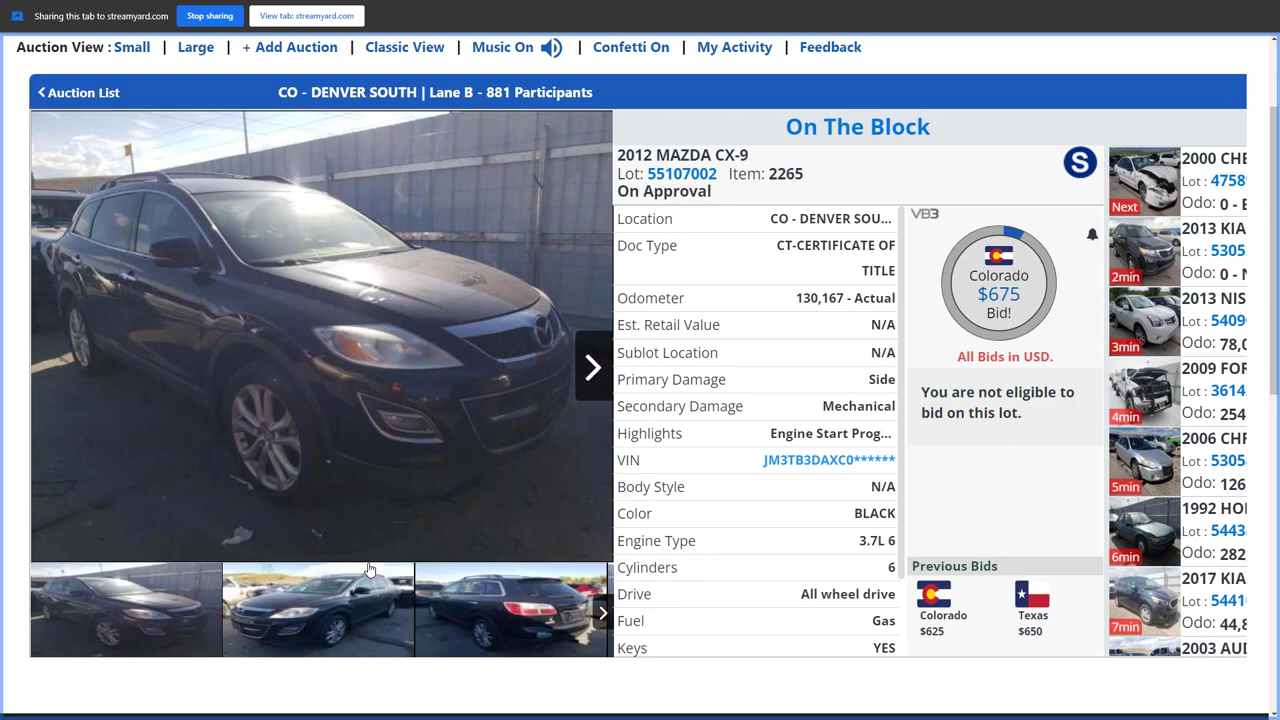 Sharing this tab to streamyard.com
Stop sharing
View tab: streamyard.com
Auction View : Small | Large | + Add Auction | Classic View | Music On | Confetti On | My Activity | Feedback
Auction List
CO - DENVER SOUTH | Lane B - 881 Participants
On The Block
2012 MAZDA CX-9
Lot: 55107002 Item: 2265
On Approval
S
Location CO - DENVER SOU...
Doc Type CT-CERTIFICATE OF
TITLE
Odometer 130,167 - Actual
Est. Retail Value N/A
Sublot Location N/A
Primary Damage Side
Secondary Damage Mechanical
Highlights Engine Start Prog...
VIN JM3TB3DAXC0******
Body Style N/A
Color BLACK
Engine Type 3.7L 6
Cylinders 6
Drive All wheel drive
Fuel Gas
Keys YES
VB3
Colorado
$675
Bid!
All Bids in USD.
You are not eligible to
bid on this lot.
Previous Bids
Colorado
$625
Texas
$650
Next
2000 CHE
Lot : 4758
Odo: 0 - E
2min
2013 KIA
Lot : 5305
Odo: 0 - N
3min
2013 NIS
Lot : 5409
Odo: 78,0
4min
2009 FOR
Lot : 3614
Odo: 254
5min
2006 CHR
Lot : 5305
Odo: 126
6min
1992 HO
Lot : 5443
Odo: 282
7min
2017 KIA
Lot : 5441
Odo: 44,8
2003 AUD